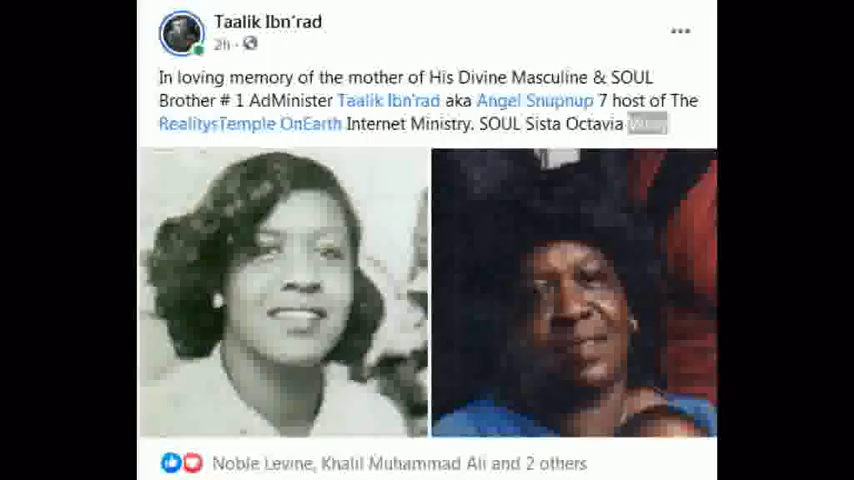 Taalik Ibn'rad
2h ·
In loving memory of the mother of His Divine Masculine & SOUL
Brother # 1 AdMinister Taalik Ibn'rad aka Angel Snupnup 7 host of The
RealitysTemple OnEarth Internet Ministry. SOUL Sista Octavia
Noble Levine, Khalil Muhammad Ali and 2 others